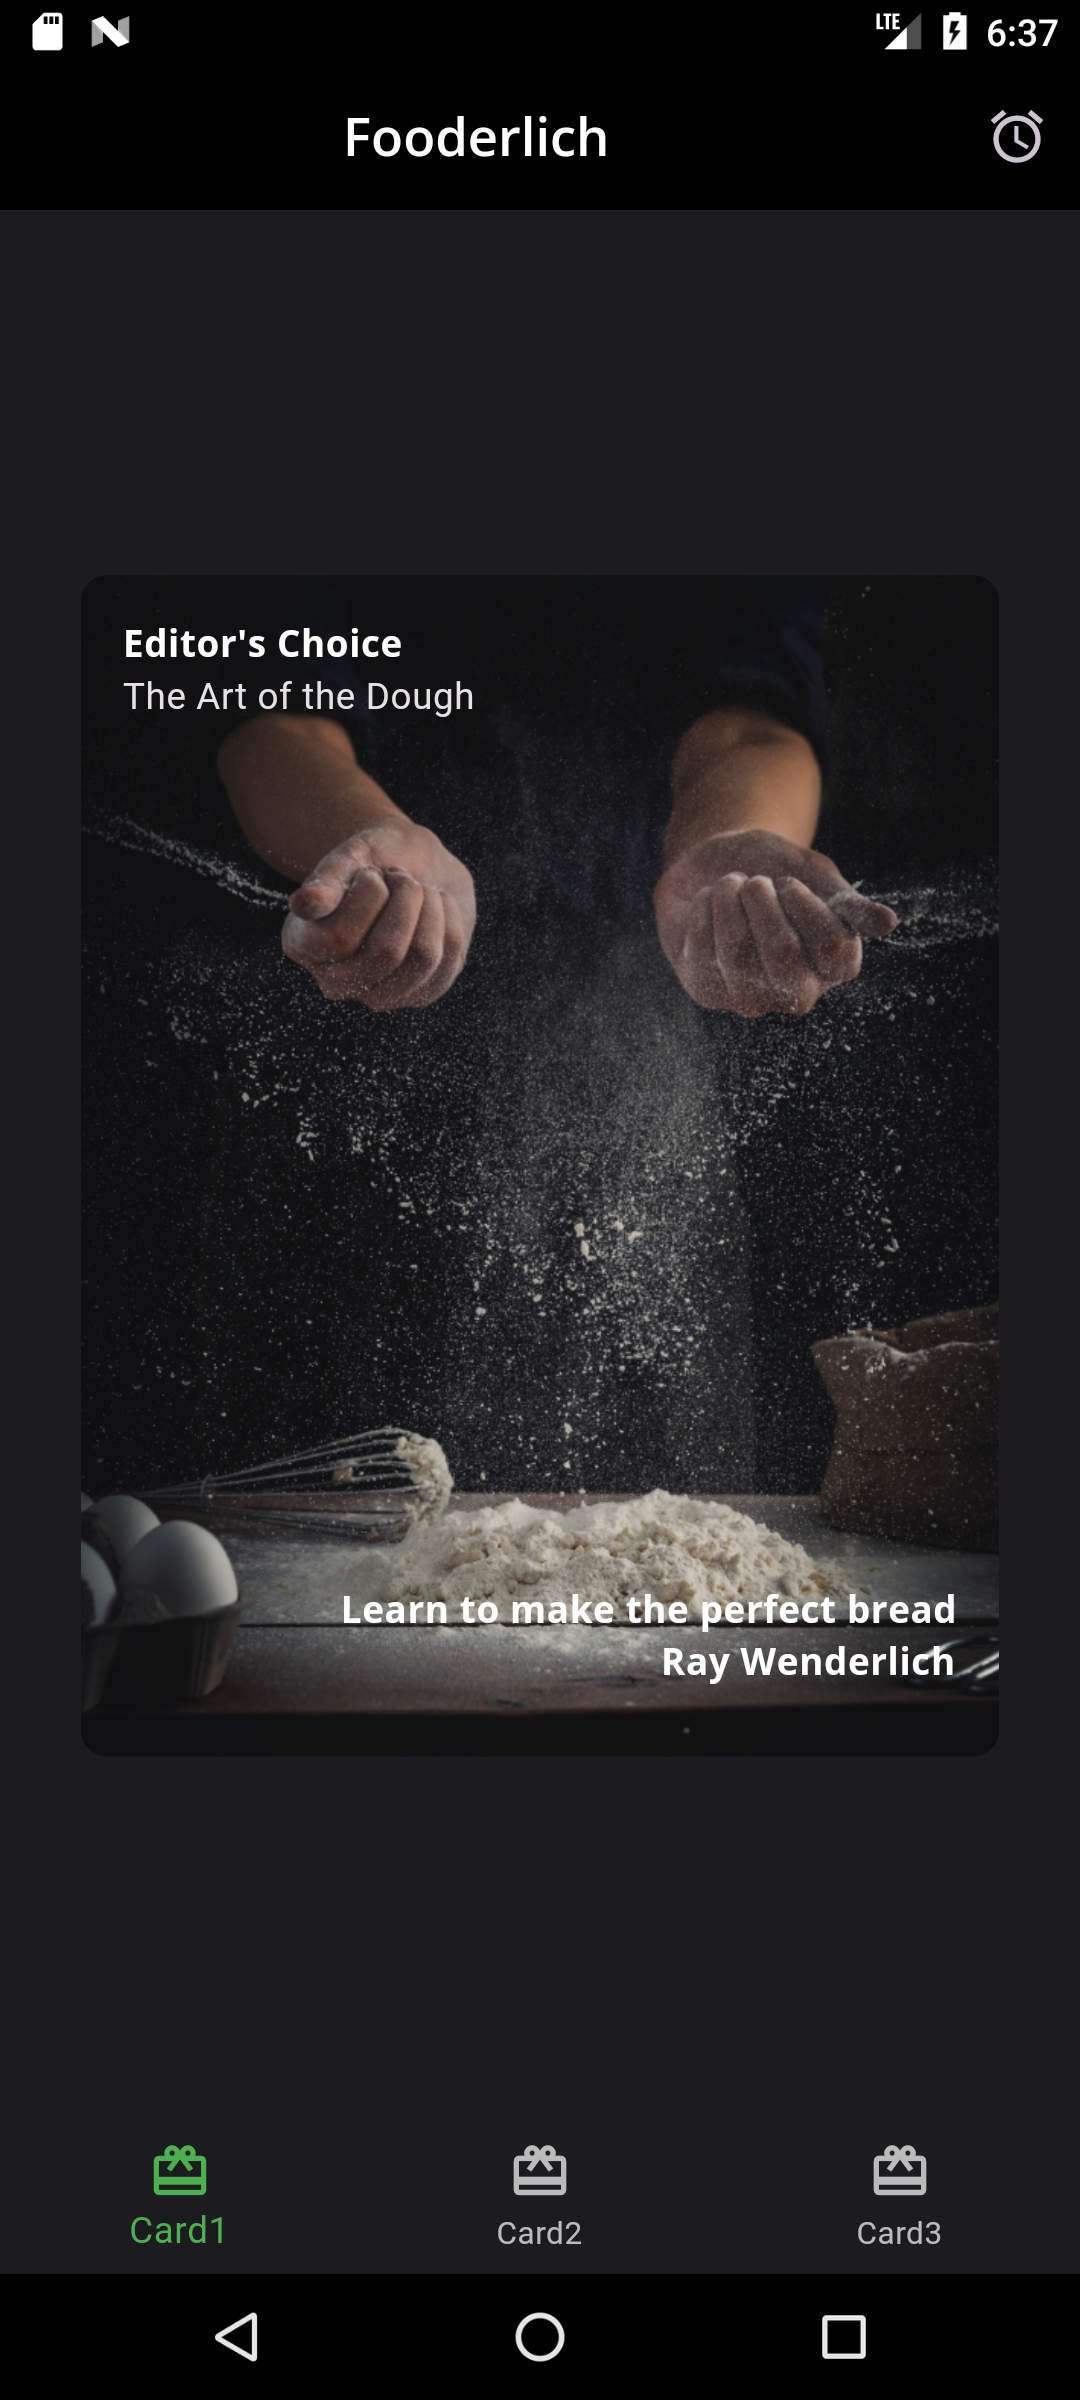 LTE 6:37
Fooderlich
Editor's Choice
The Art of the Dough
Learn to make the perfect bread
Ray Wenderlich
Card1
Card2
Card3